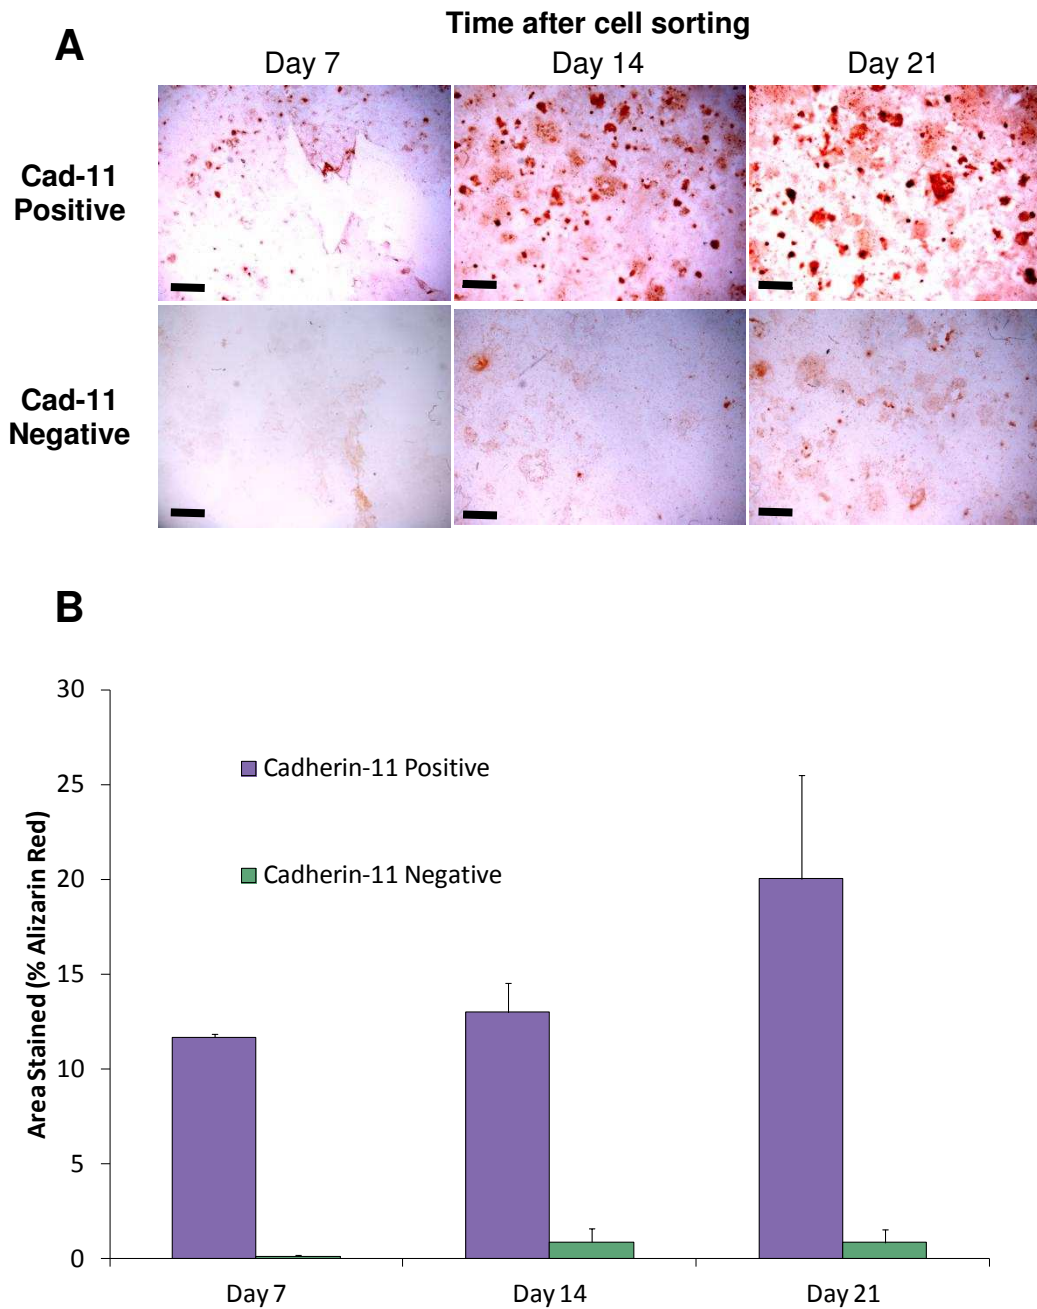 A
Time after cell sorting
Day 7
Day 14
Day 21
Cad-11
Positive
Cad-11
Negative
B
30
25
20
15
10
5
0
Area Stained (% Alizarin Red)
Cadherin-11 Positive
Cadherin-11 Negative
Day 7
Day 14
Day 21